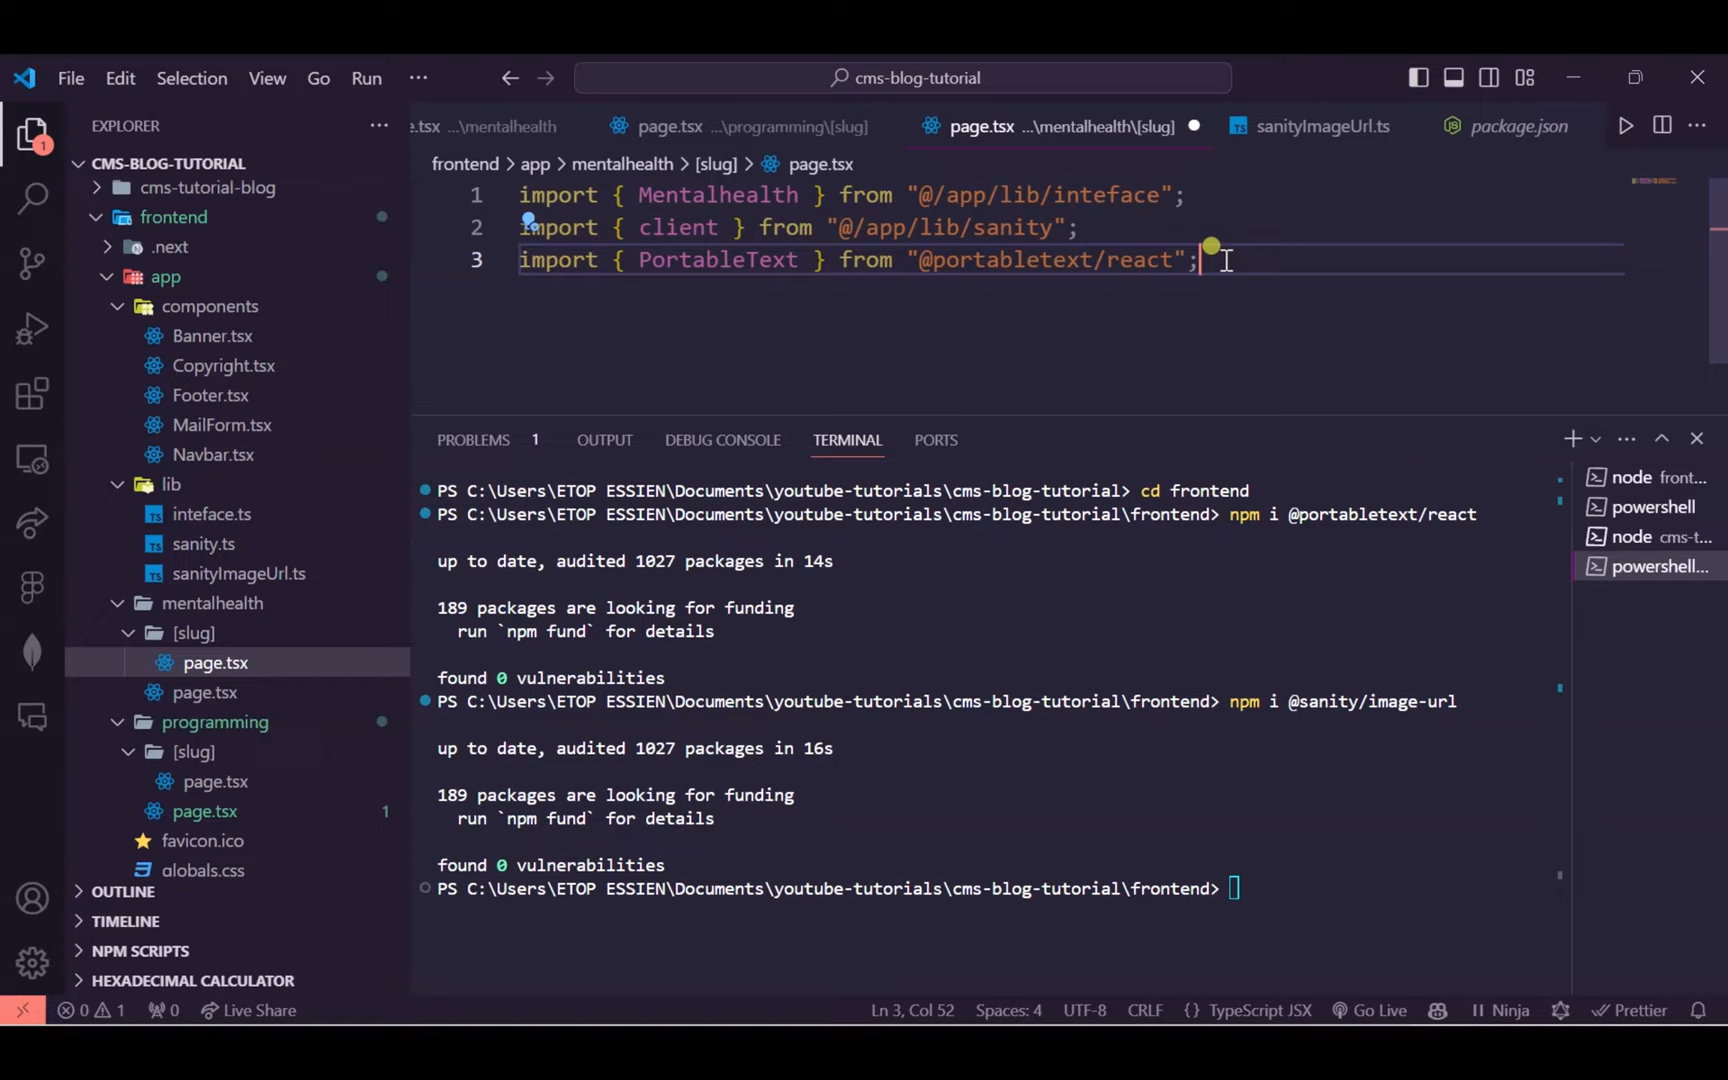 File Edit Selection View Go Run ··· cms-blog-tutorial
EXPLORER
CMS-BLOG-TUTORIAL
cms-tutorial-blog
frontend
.next
app
components
Banner.tsx
Copyright.tsx
Footer.tsx
MailForm.tsx
Navbar.tsx
lib
inteface.ts
sanity.ts
sanityImageUrl.ts
mentalhealth
[slug]
page.tsx
page.tsx
programming
[slug]
page.tsx
page.tsx 1
favicon.ico
globals.css
OUTLINE
TIMELINE
NPM SCRIPTS
HEXADECIMAL CALCULATOR
e.tsx ...\mentalhealth page.tsx ...\programming\[slug] page.tsx ...\mentalhealth\[slug] TS sanityImageUrl.ts package.json
frontend > app > mentalhealth > [slug] > page.tsx
1 import { Mentalhealth } from "@/app/lib/inteface";
2 import { client } from "@/app/lib/sanity";
3 import { PortableText } from "@portabletext/react";
PROBLEMS 1 OUTPUT DEBUG CONSOLE TERMINAL PORTS
PS C:\Users\ETOP ESSIEN\Documents\youtube-tutorials\cms-blog-tutorial> cd frontend
PS C:\Users\ETOP ESSIEN\Documents\youtube-tutorials\cms-blog-tutorial\frontend> npm i @portabletext/react
up to date, audited 1027 packages in 14s
189 packages are looking for funding
run `npm fund` for details
found 0 vulnerabilities
PS C:\Users\ETOP ESSIEN\Documents\youtube-tutorials\cms-blog-tutorial\frontend> npm i @sanity/image-url
up to date, audited 1027 packages in 16s
189 packages are looking for funding
run `npm fund` for details
found 0 vulnerabilities
PS C:\Users\ETOP ESSIEN\Documents\youtube-tutorials\cms-blog-tutorial\frontend>
node front...
powershell
node cms-t...
powershell...
0 1 0 Live Share Ln 3, Col 52 Spaces: 4 UTF-8 CRLF {} TypeScript JSX Go Live Ninja Prettier